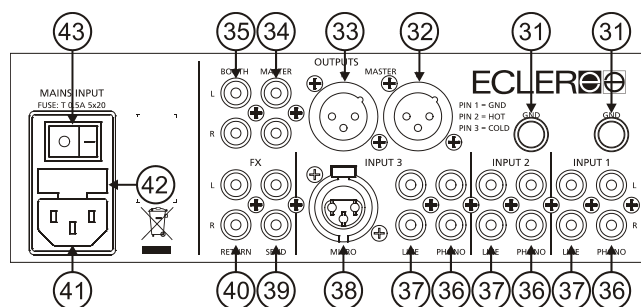 43 35 34 33 32 31 31
OUTPUTS
MAINS INPUT
FUSE: T 0.5A 5x20
BOOTH MASTER MASTER
ECLER
L
R
PIN 1 = GND
PIN 2 = HOT
PIN 3 = COLD
GND GND
FX INPUT 3 INPUT 2 INPUT 1
L L
R R
RETURN SEND MICRO LINE PHONO LINE PHONO LINE PHONO
42
41 40 39 38 37 36 37 36 37 36